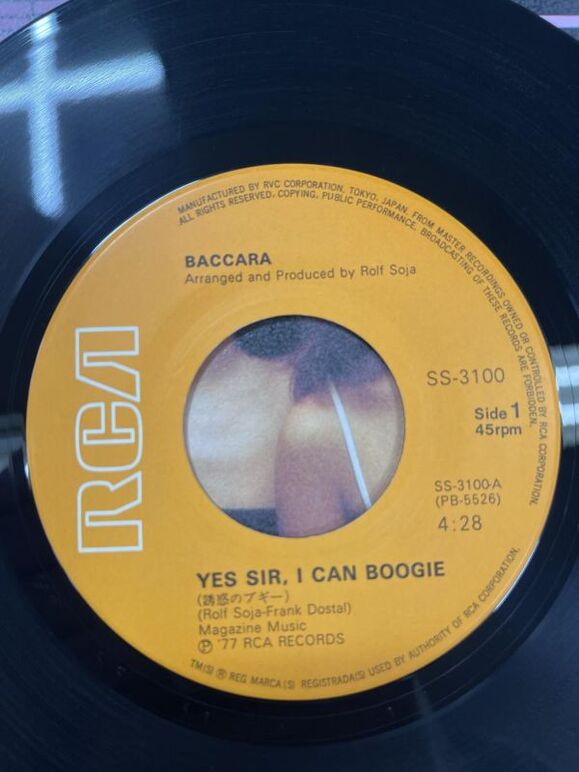 MANUFACTURED BY RVC CORPORATION, TOKYO, JAPAN, FROM MASTER RECORDINGS OWNED OR CONTROLLED BY RCA CORPORATION.
ALL RIGHTS RESERVED, COPYING, PUBLIC PERFORMANCE, BROADCASTING OF THESE RECORDS ARE FORBIDDEN.
BACCARA
Arranged and Produced by Rolf Soja
RCA
SS-3100
Side 1
45rpm
SS-3100-A
(PB-5526)
4:28
YES SIR, I CAN BOOGIE
(誘惑のブギー)
(Rolf Soja-Frank Dostal)
Magazine Music
Ⓟ '77 RCA RECORDS
TM(S) ® REG MARCA(S) REGISTRADA(S) USED BY AUTHORITY OF RCA CORPORATION.